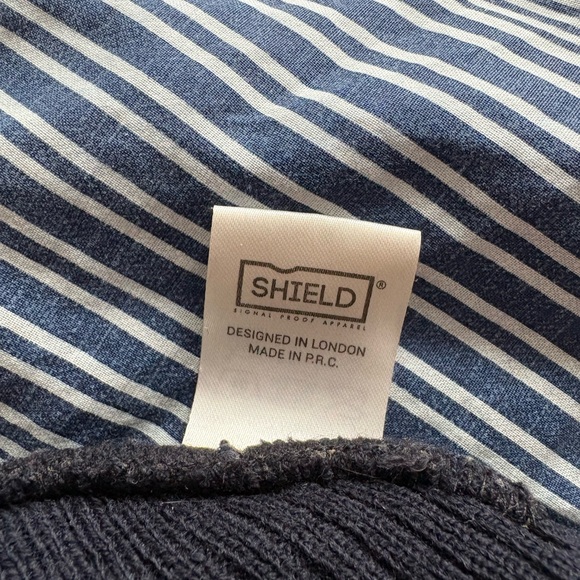 SHIELD®
SIGNAL PROOF APPAREL
DESIGNED IN LONDON
MADE IN P.R.C.